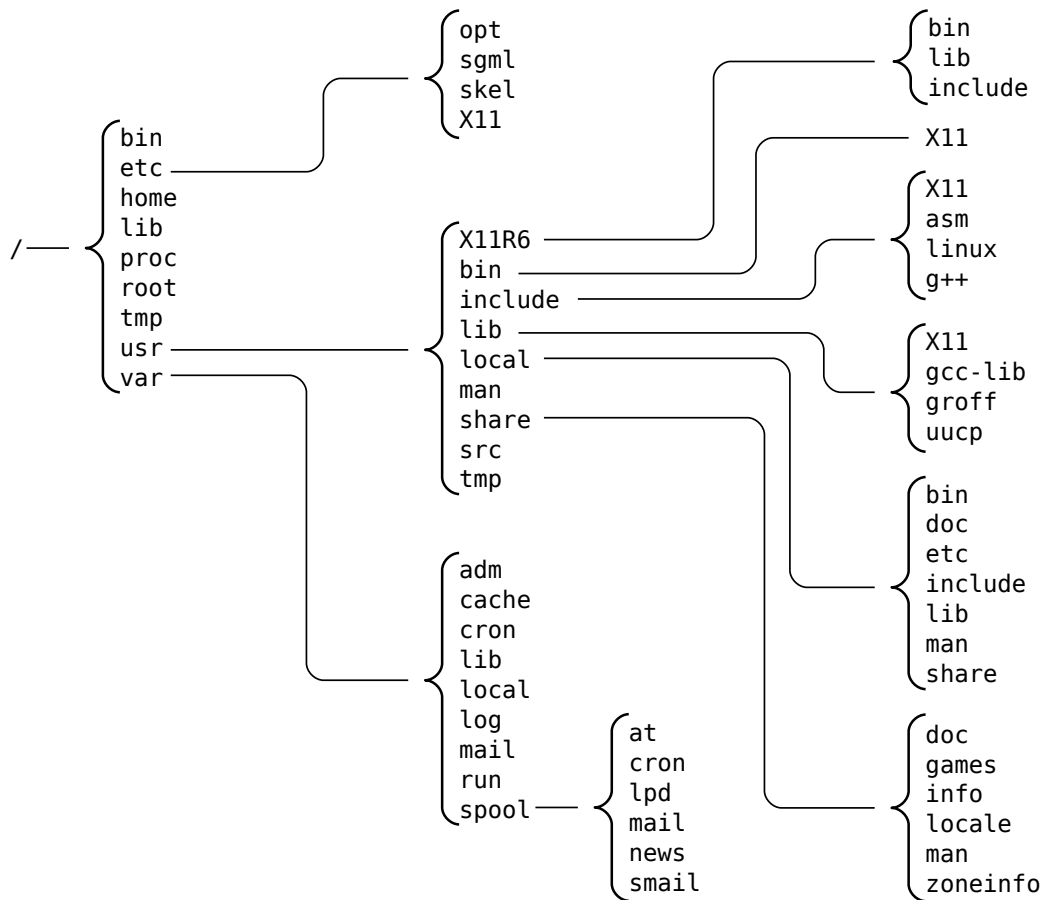 /
bin
etc
home
lib
proc
root
tmp
usr
var
opt
sgml
skel
X11
X11R6
bin
include
lib
local
man
share
src
tmp
adm
cache
cron
lib
local
log
mail
run
spool
at
cron
lpd
mail
news
smail
bin
lib
include
X11
X11
asm
linux
g++
X11
gcc-lib
groff
uucp
bin
doc
etc
include
lib
man
share
doc
games
info
locale
man
zoneinfo